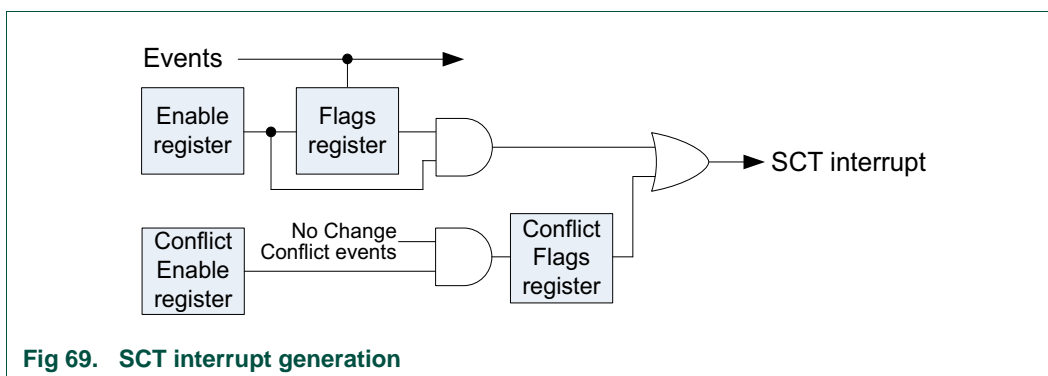 Events
Enable
register
Flags
register
SCT interrupt
No Change
Conflict events
Conflict
Enable
register
Conflict
Flags
register
Fig 69. SCT interrupt generation